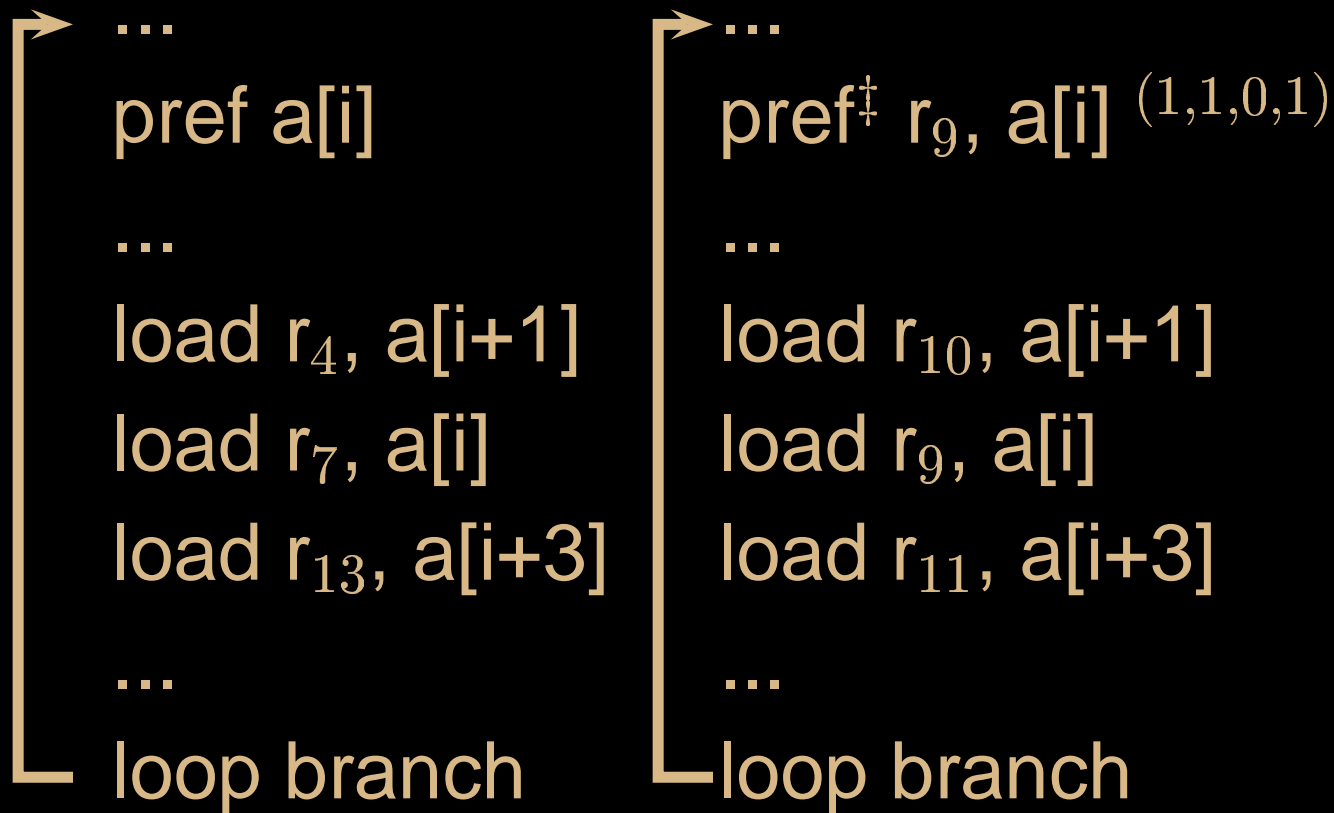 ...
pref a[i]
...
load r₄, a[i+1]
load r₇, a[i]
load r₁₃, a[i+3]
...
loop branch
...
pref‡ r₉, a[i] (1,1,0,1)
...
load r₁₀, a[i+1]
load r₉, a[i]
load r₁₁, a[i+3]
...
loop branch